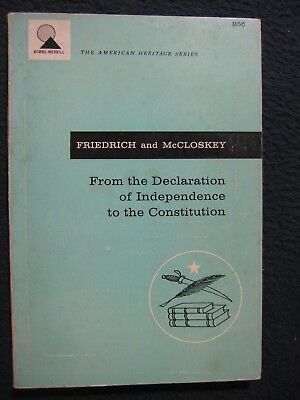 85¢
BOBBS-MERRILL
THE AMERICAN HERITAGE SERIES
FRIEDRICH and McCLOSKEY
From the Declaration
of Independence
to the Constitution